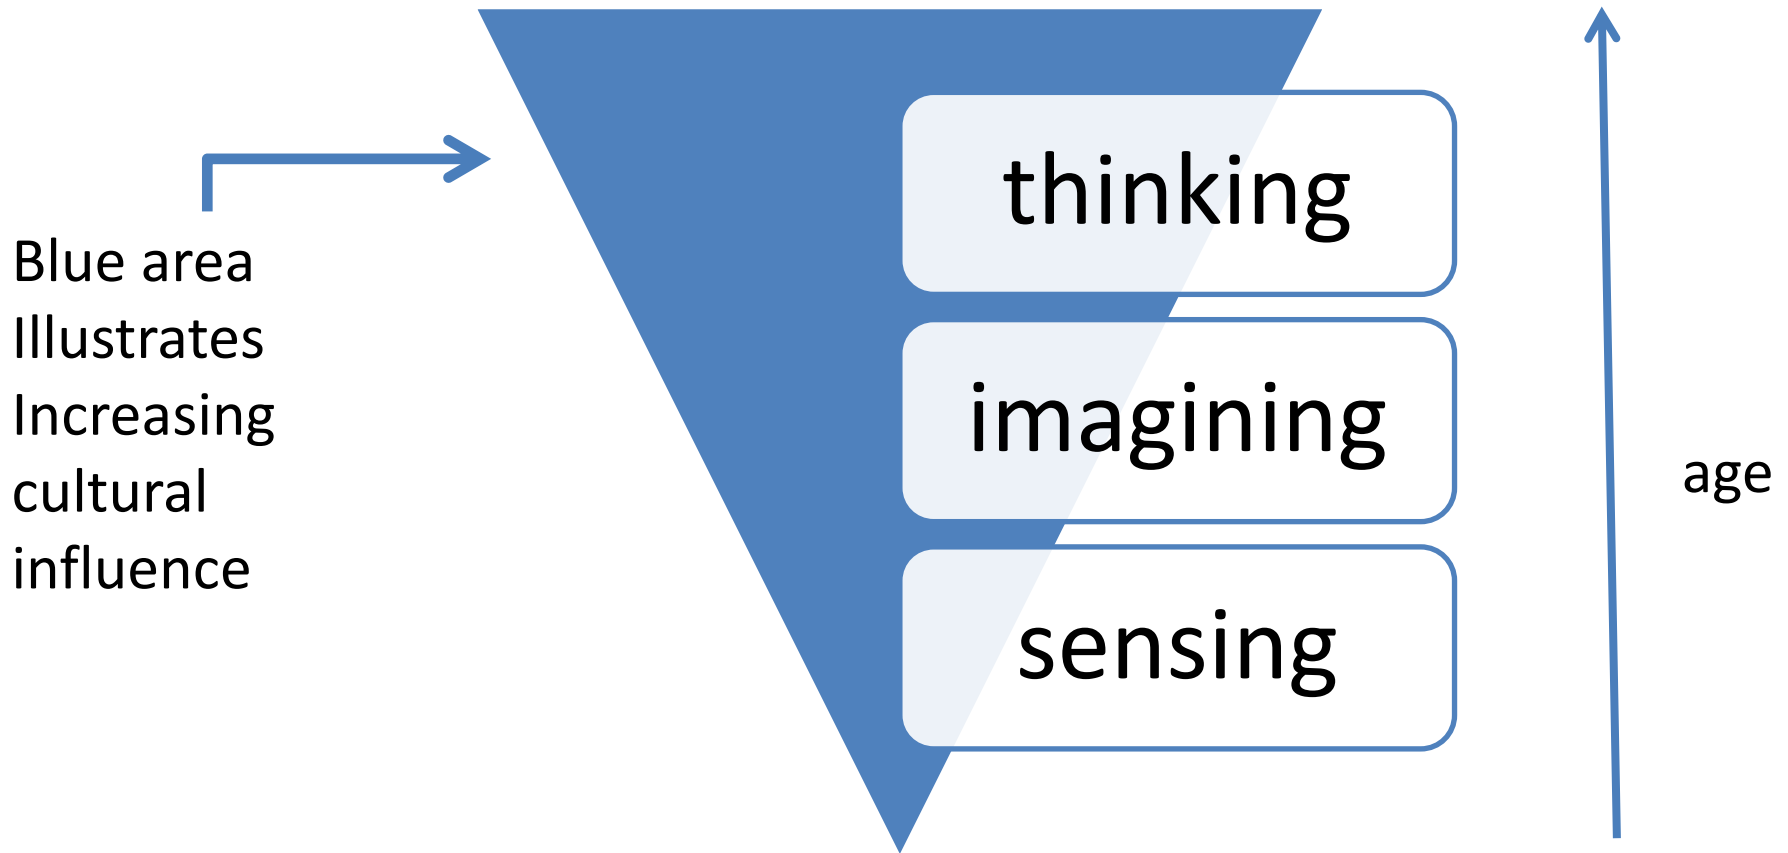 thinking
Blue area
Illustrates
Increasing
cultural
influence
imagining
age
sensing